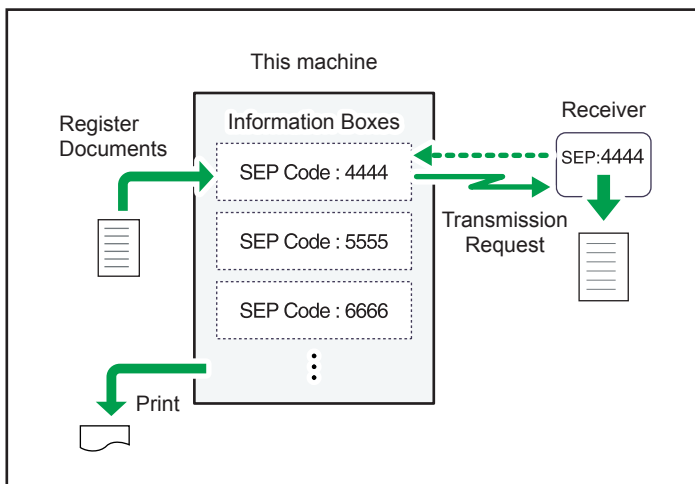 This machine
Register
Documents
Information Boxes
SEP Code : 4444
SEP Code : 5555
SEP Code : 6666
Receiver
SEP:4444
Transmission
Request
Print